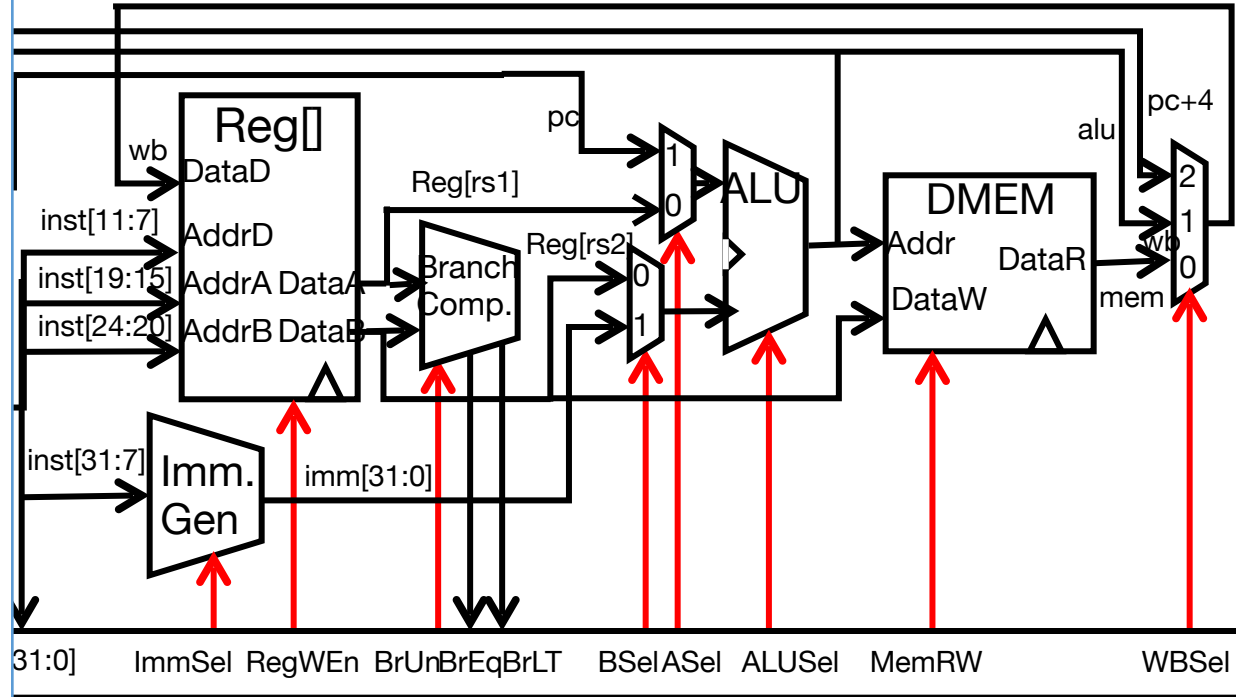 pc+4
pc
alu
Reg[]
wb
DataD
1
ALU
2
DMEM
Reg[rs1]
0
inst[11:7]
AddrD
Reg[rs2]
1
wb
Addr
DataR
Branch
Comp.
0
0
inst[19:15]
AddrA DataA
mem
DataW
1
inst[24:20]
AddrB DataB
inst[31:7]
Imm.
Gen
imm[31:0]
31:0]
ImmSel
RegWEn
BrUn
BrEq
BrLT
BSel
ASel
ALUSel
MemRW
WBSel